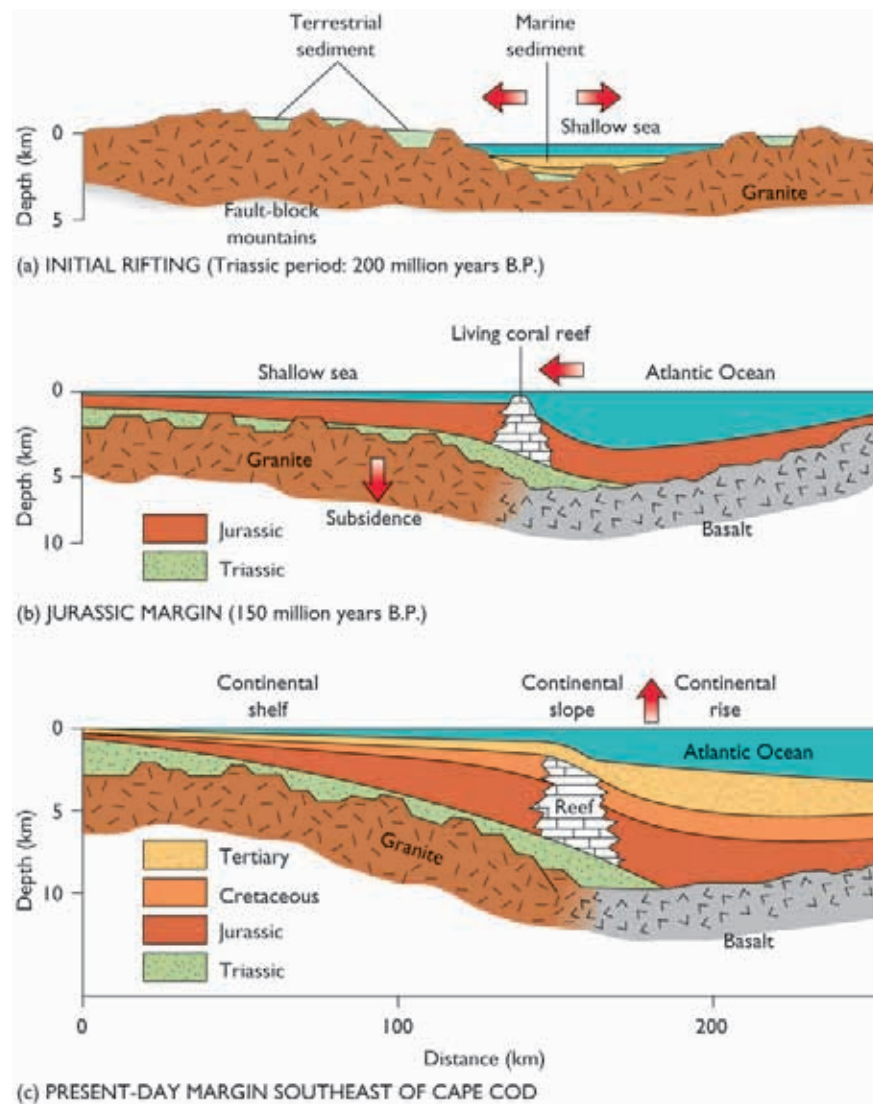 Terrestrial
sediment
Marine
sediment
Shallow sea
0
5
Depth (km)
Granite
Fault-block
mountains
(a) INITIAL RIFTING (Triassic period: 200 million years B.P.)
Living coral reef
Shallow sea
Atlantic Ocean
0
5
10
Depth (km)
Granite
Subsidence
Basalt
Jurassic
Triassic
(b) JURASSIC MARGIN (150 million years B.P.)
Continental
shelf
Continental
slope
Continental
rise
0
5
10
Depth (km)
Atlantic Ocean
Reef
Granite
Basalt
Tertiary
Cretaceous
Jurassic
Triassic
0
100
200
Distance (km)
(c) PRESENT-DAY MARGIN SOUTHEAST OF CAPE COD